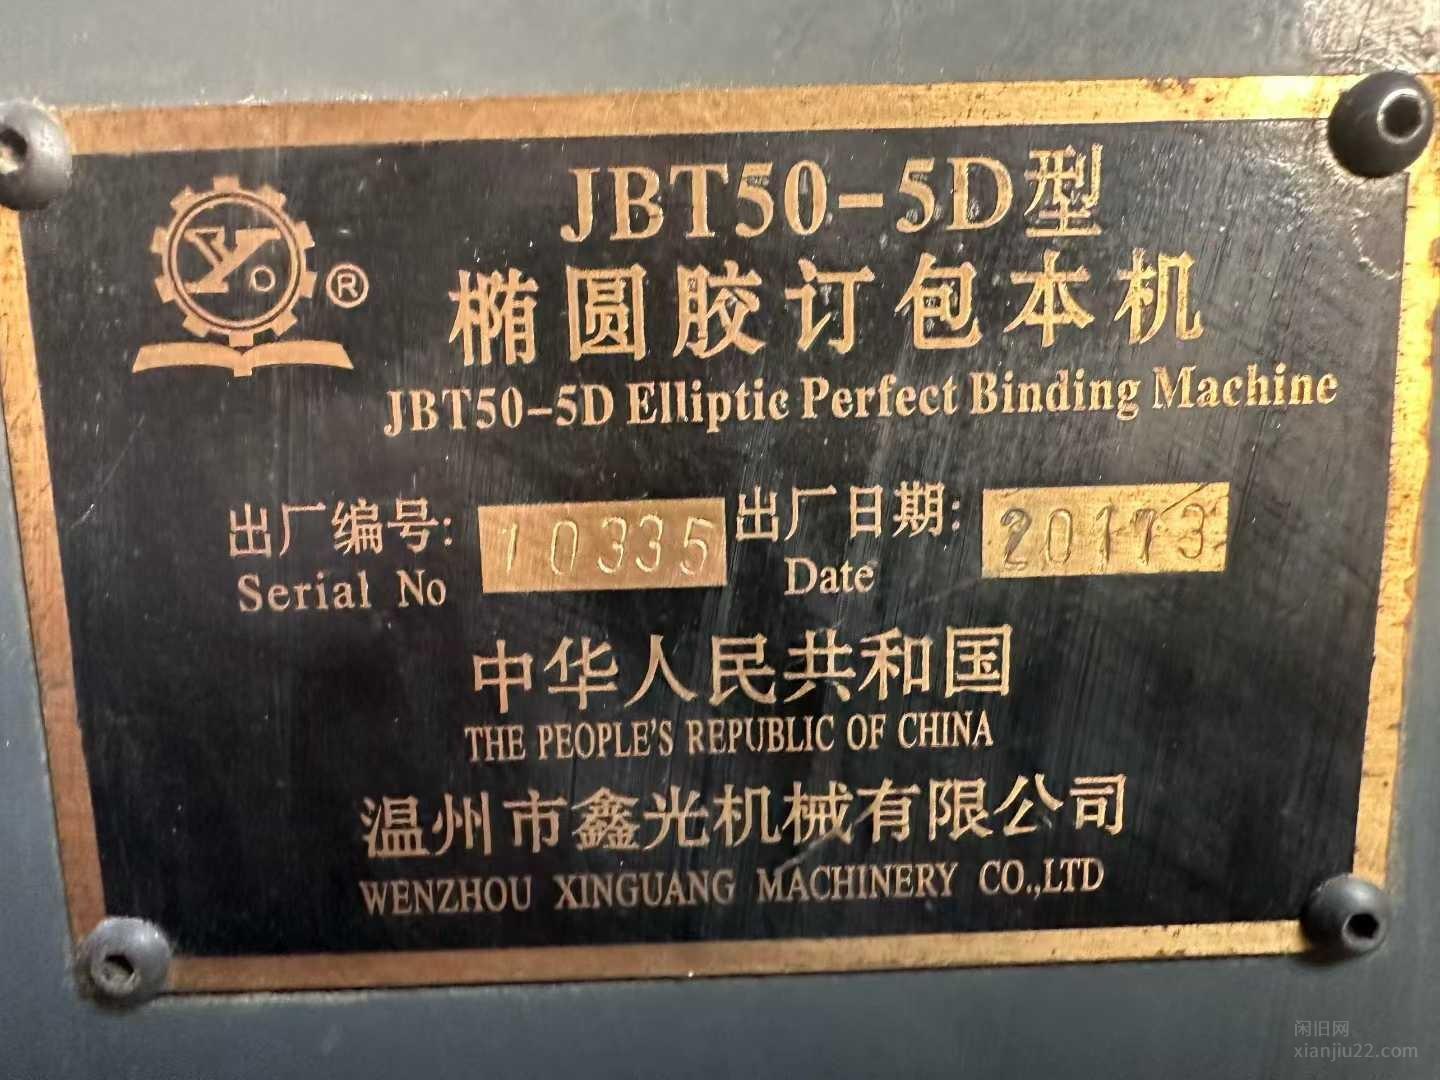 JBT50-5D型
®
椭圆胶订包本机
JBT50-5D Elliptic Perfect Binding Machine
出厂编号: 10335 出厂日期: 20113
Serial No Date
中华人民共和国
THE PEOPLE'S REPUBLIC OF CHINA
温州市鑫光机械有限公司
WENZHOU XINGUANG MACHINERY CO.,LTD
闲旧网
xianjiu22.com